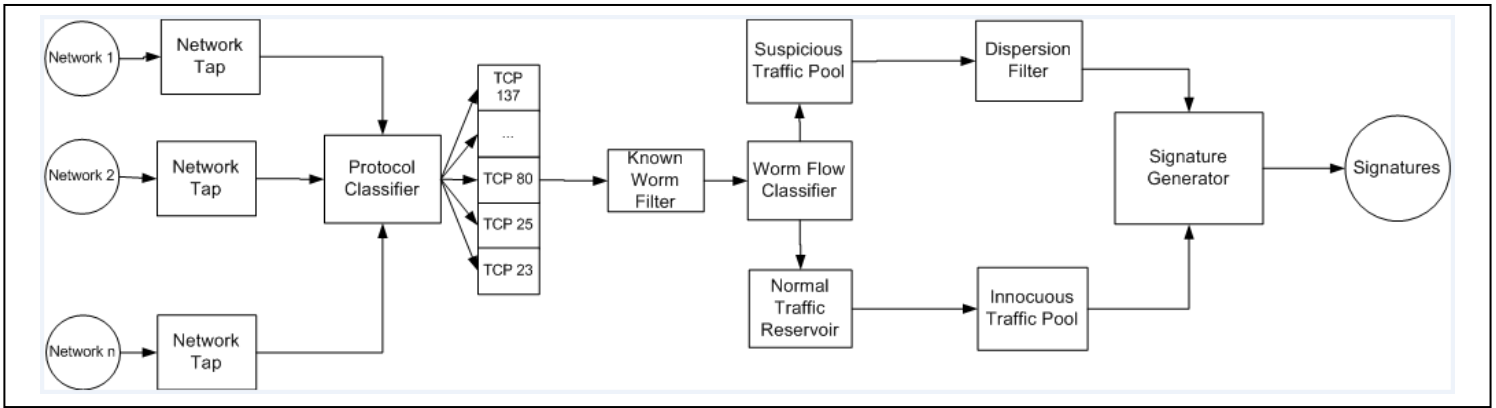 Network 1
Network
Tap
Network 2
Network
Tap
Network n
Network
Tap
Protocol
Classifier
TCP
137
...
TCP 80
TCP 25
TCP 23
Known
Worm
Filter
Worm Flow
Classifier
Suspicious
Traffic Pool
Dispersion
Filter
Normal
Traffic
Reservoir
Innocuous
Traffic Pool
Signature
Generator
Signatures